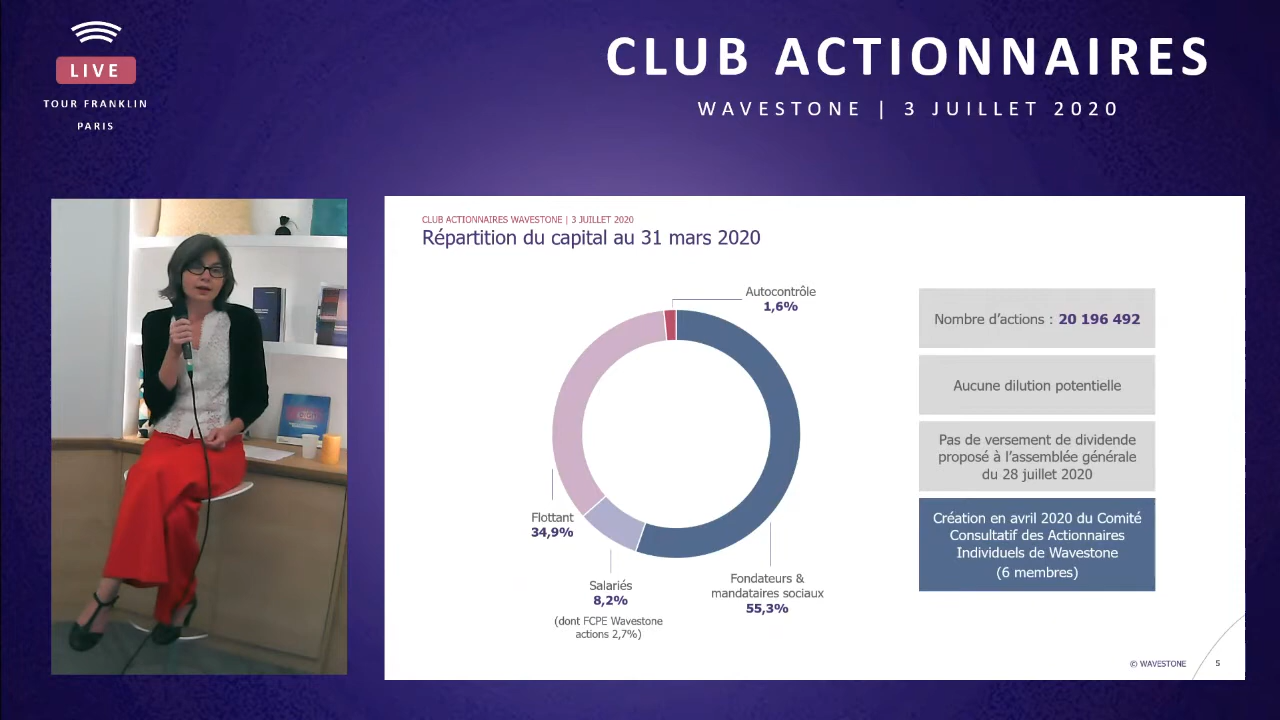 LIVE
TOUR FRANKLIN
PARIS
CLUB ACTIONNAIRES
WAVESTONE | 3 JUILLET 2020
CLUB ACTIONNAIRES WAVESTONE | 3 JUILLET 2020
Répartition du capital au 31 mars 2020
Autocontrôle
1,6%
Flottant
34,9%
Salariés
8,2%
(dont FCPE Wavestone
actions 2,7%)
Fondateurs &
mandataires sociaux
55,3%
Nombre d'actions : 20 196 492
Aucune dilution potentielle
Pas de versement de dividende
proposé à l'assemblée générale
du 28 juillet 2020
Création en avril 2020 du Comité
Consultatif des Actionnaires
Individuels de Wavestone
(6 membres)
© WAVESTONE
5